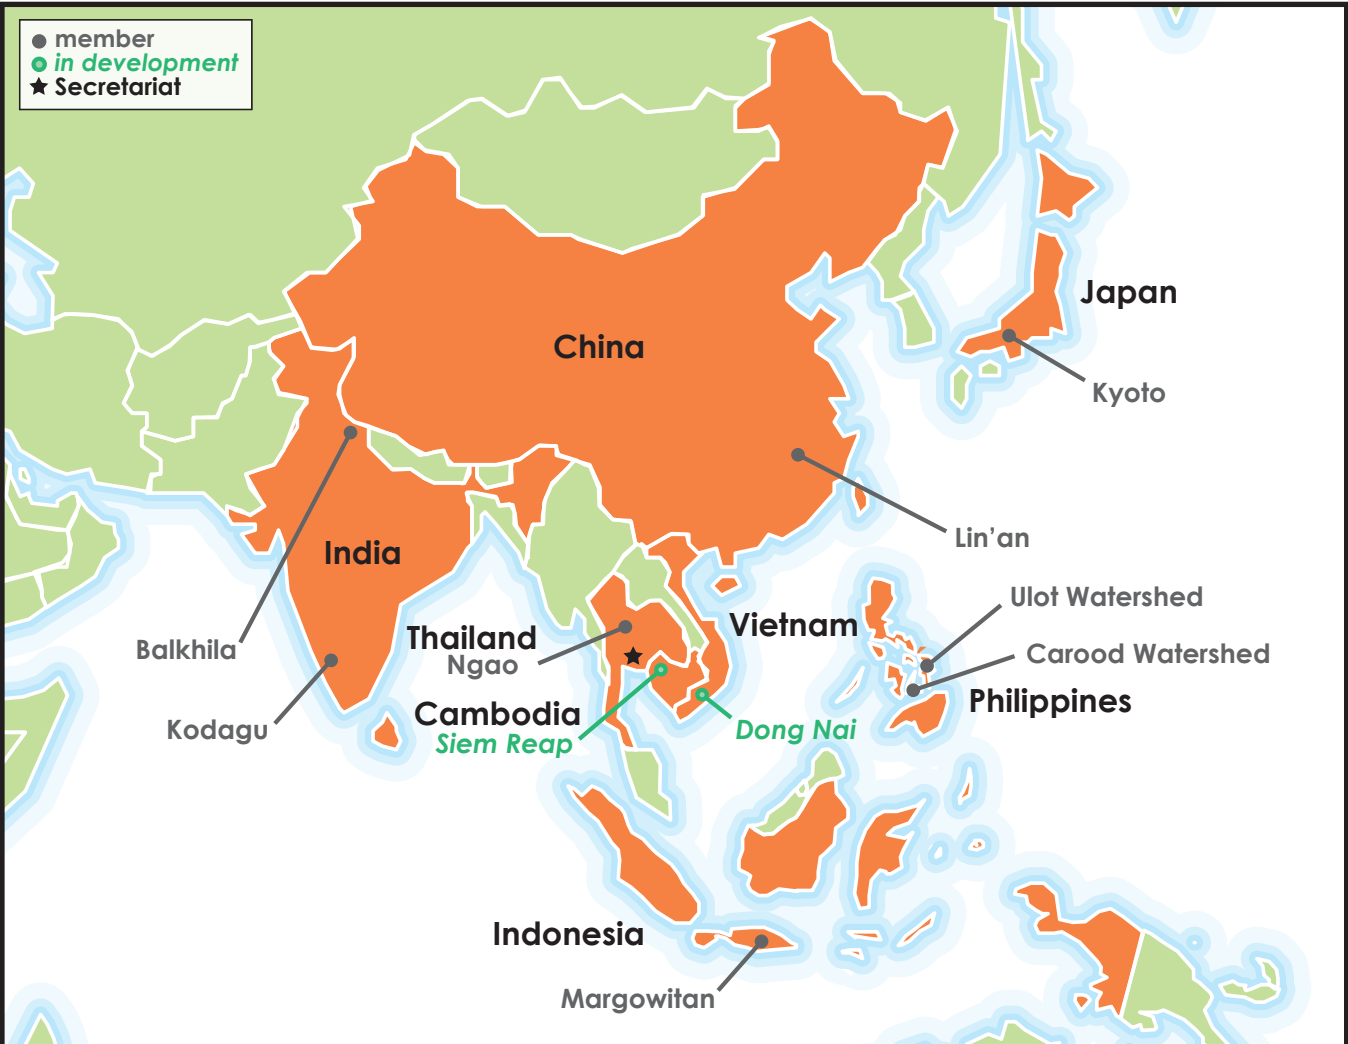 member
in development
Secretariat
China
Japan
Kyoto
Lin’an
India
Ulot Watershed
Vietnam
Thailand
Balkhila
Ngao
Carood Watershed
Philippines
Cambodia
Kodagu
Siem Reap
Dong Nai
Indonesia
Margowitan